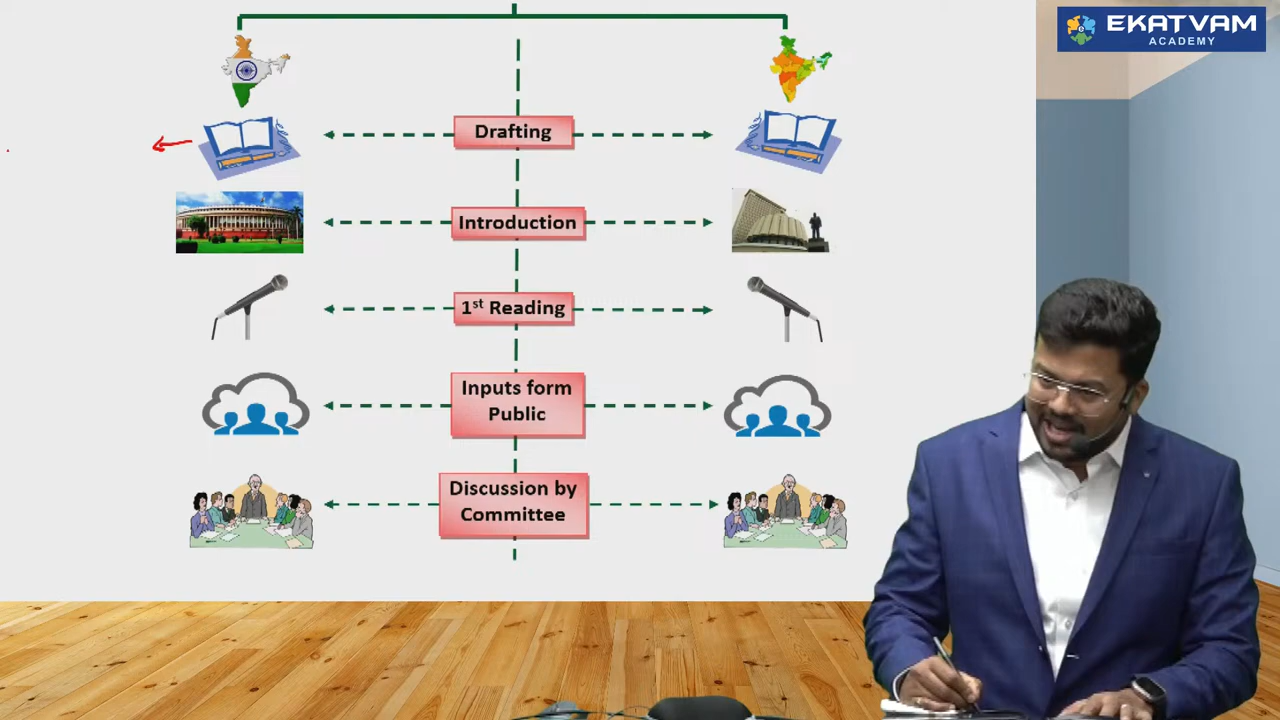 EKATVAM
ACADEMY
Drafting
Introduction
1st Reading
Inputs form
Public
Discussion by
Committee